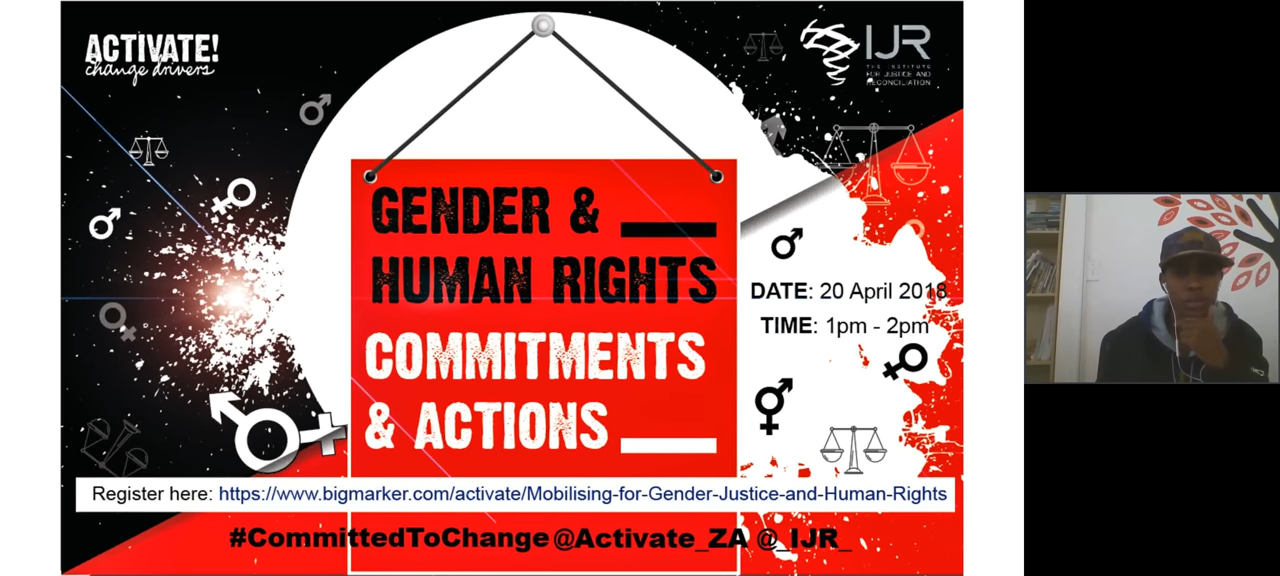 ACTIVATE!
change drivers
IJR
THE INSTITUTE
FOR JUSTICE AND
RECONCILIATION
GENDER &
HUMAN RIGHTS
COMMITMENTS
& ACTIONS
DATE: 20 April 2018
TIME: 1pm - 2pm
Register here: https://www.bigmarker.com/activate/Mobilising-for-Gender-Justice-and-Human-Rights
#CommittedToChange @Activate_ZA @_IJR_